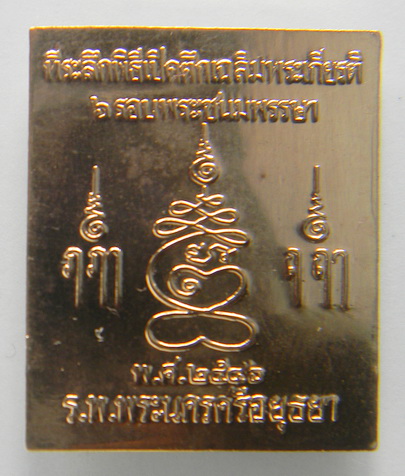 ที่ระลึกพิธีเปิดตึกเฉลิมพระเกียรติ
๖ รอบพระชนมพรรษา
พ.ศ.๒๕๔๖
ร.พ.พระนครศรีอยุธยา